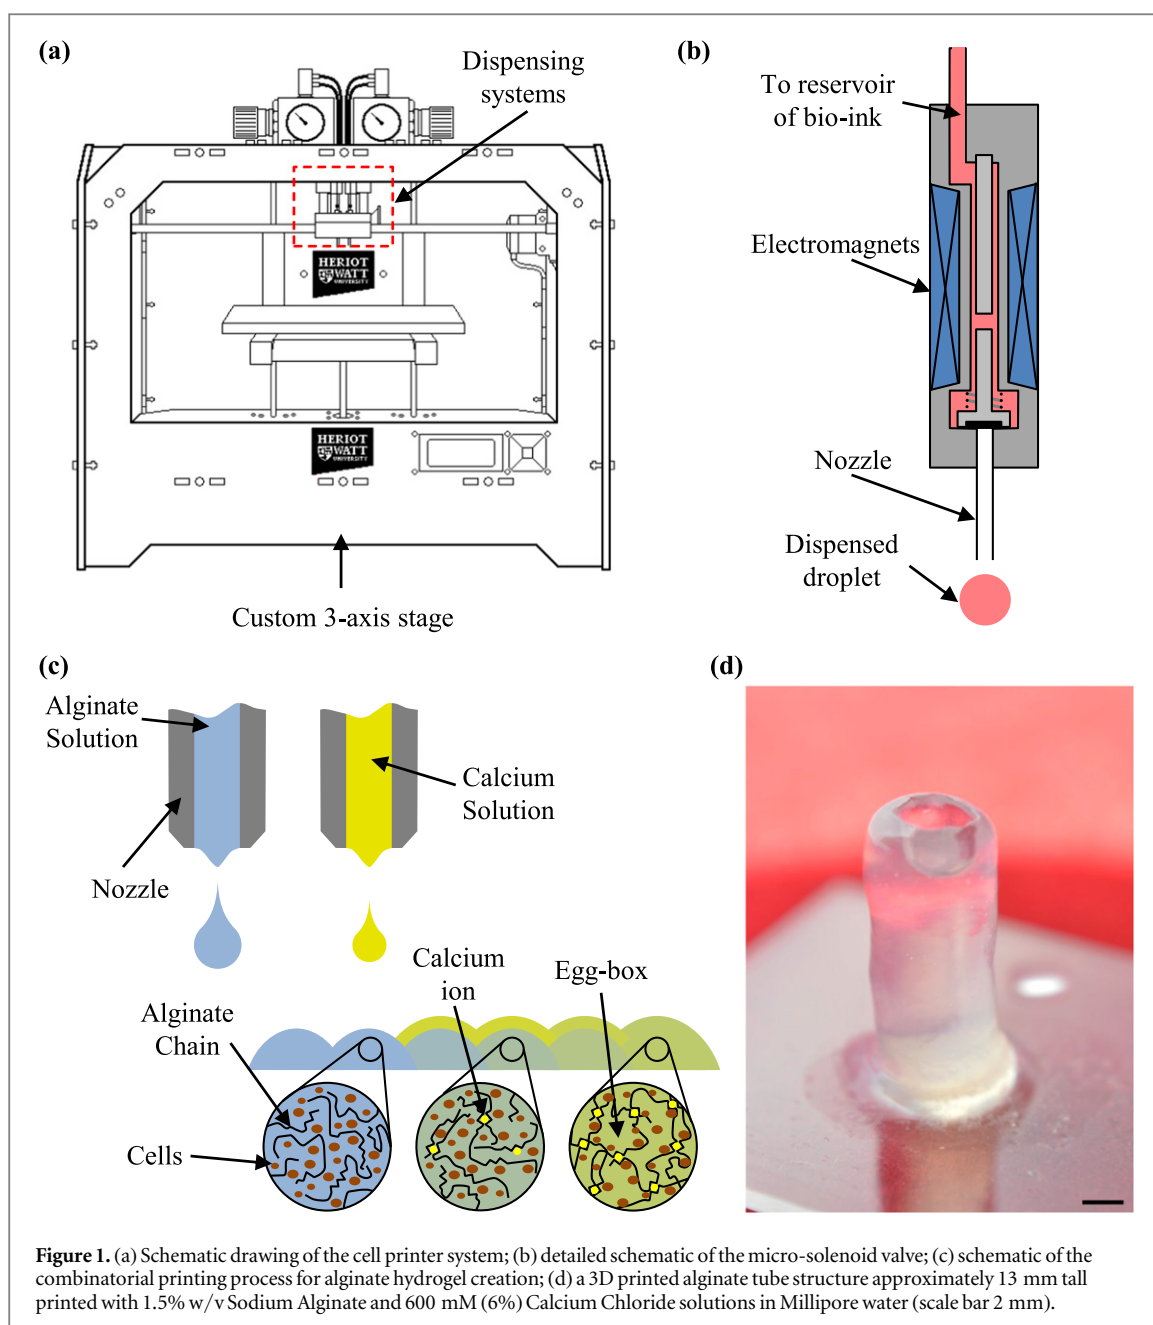 (a)
Dispensing
systems
HERIOT
WATT
UNIVERSITY
HERIOT
WATT
UNIVERSITY
Custom 3-axis stage
(b)
To reservoir
of bio-ink
Electromagnets
Nozzle
Dispensed
droplet
(c)
Alginate
Solution
Calcium
Solution
Nozzle
Calcium
ion
Egg-box
Alginate
Chain
Cells
(d)
Figure 1. (a) Schematic drawing of the cell printer system; (b) detailed schematic of the micro-solenoid valve; (c) schematic of the
combinatorial printing process for alginate hydrogel creation; (d) a 3D printed alginate tube structure approximately 13 mm tall
printed with 1.5% w/v Sodium Alginate and 600 mM (6%) Calcium Chloride solutions in Millipore water (scale bar 2 mm).